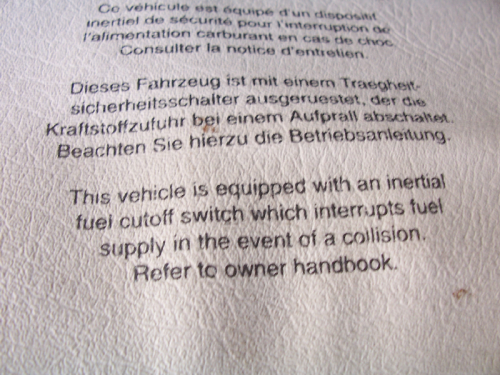 Ce véhicule est équipé d'un dispositif
inertiel de sécurité pour l'interruption de
l'alimentation carburant en cas de choc.
Consulter la notice d'entretien.
Dieses Fahrzeug ist mit einem Traegheit-
sicherheitsschalter ausgeruestet, der die
Kraftstoffzufuhr bei einem Aufprall abschaltet.
Beachten Sie hierzu die Betriebsanleitung.
This vehicle is equipped with an inertial
fuel cutoff switch which interrupts fuel
supply in the event of a collision.
Refer to owner handbook.